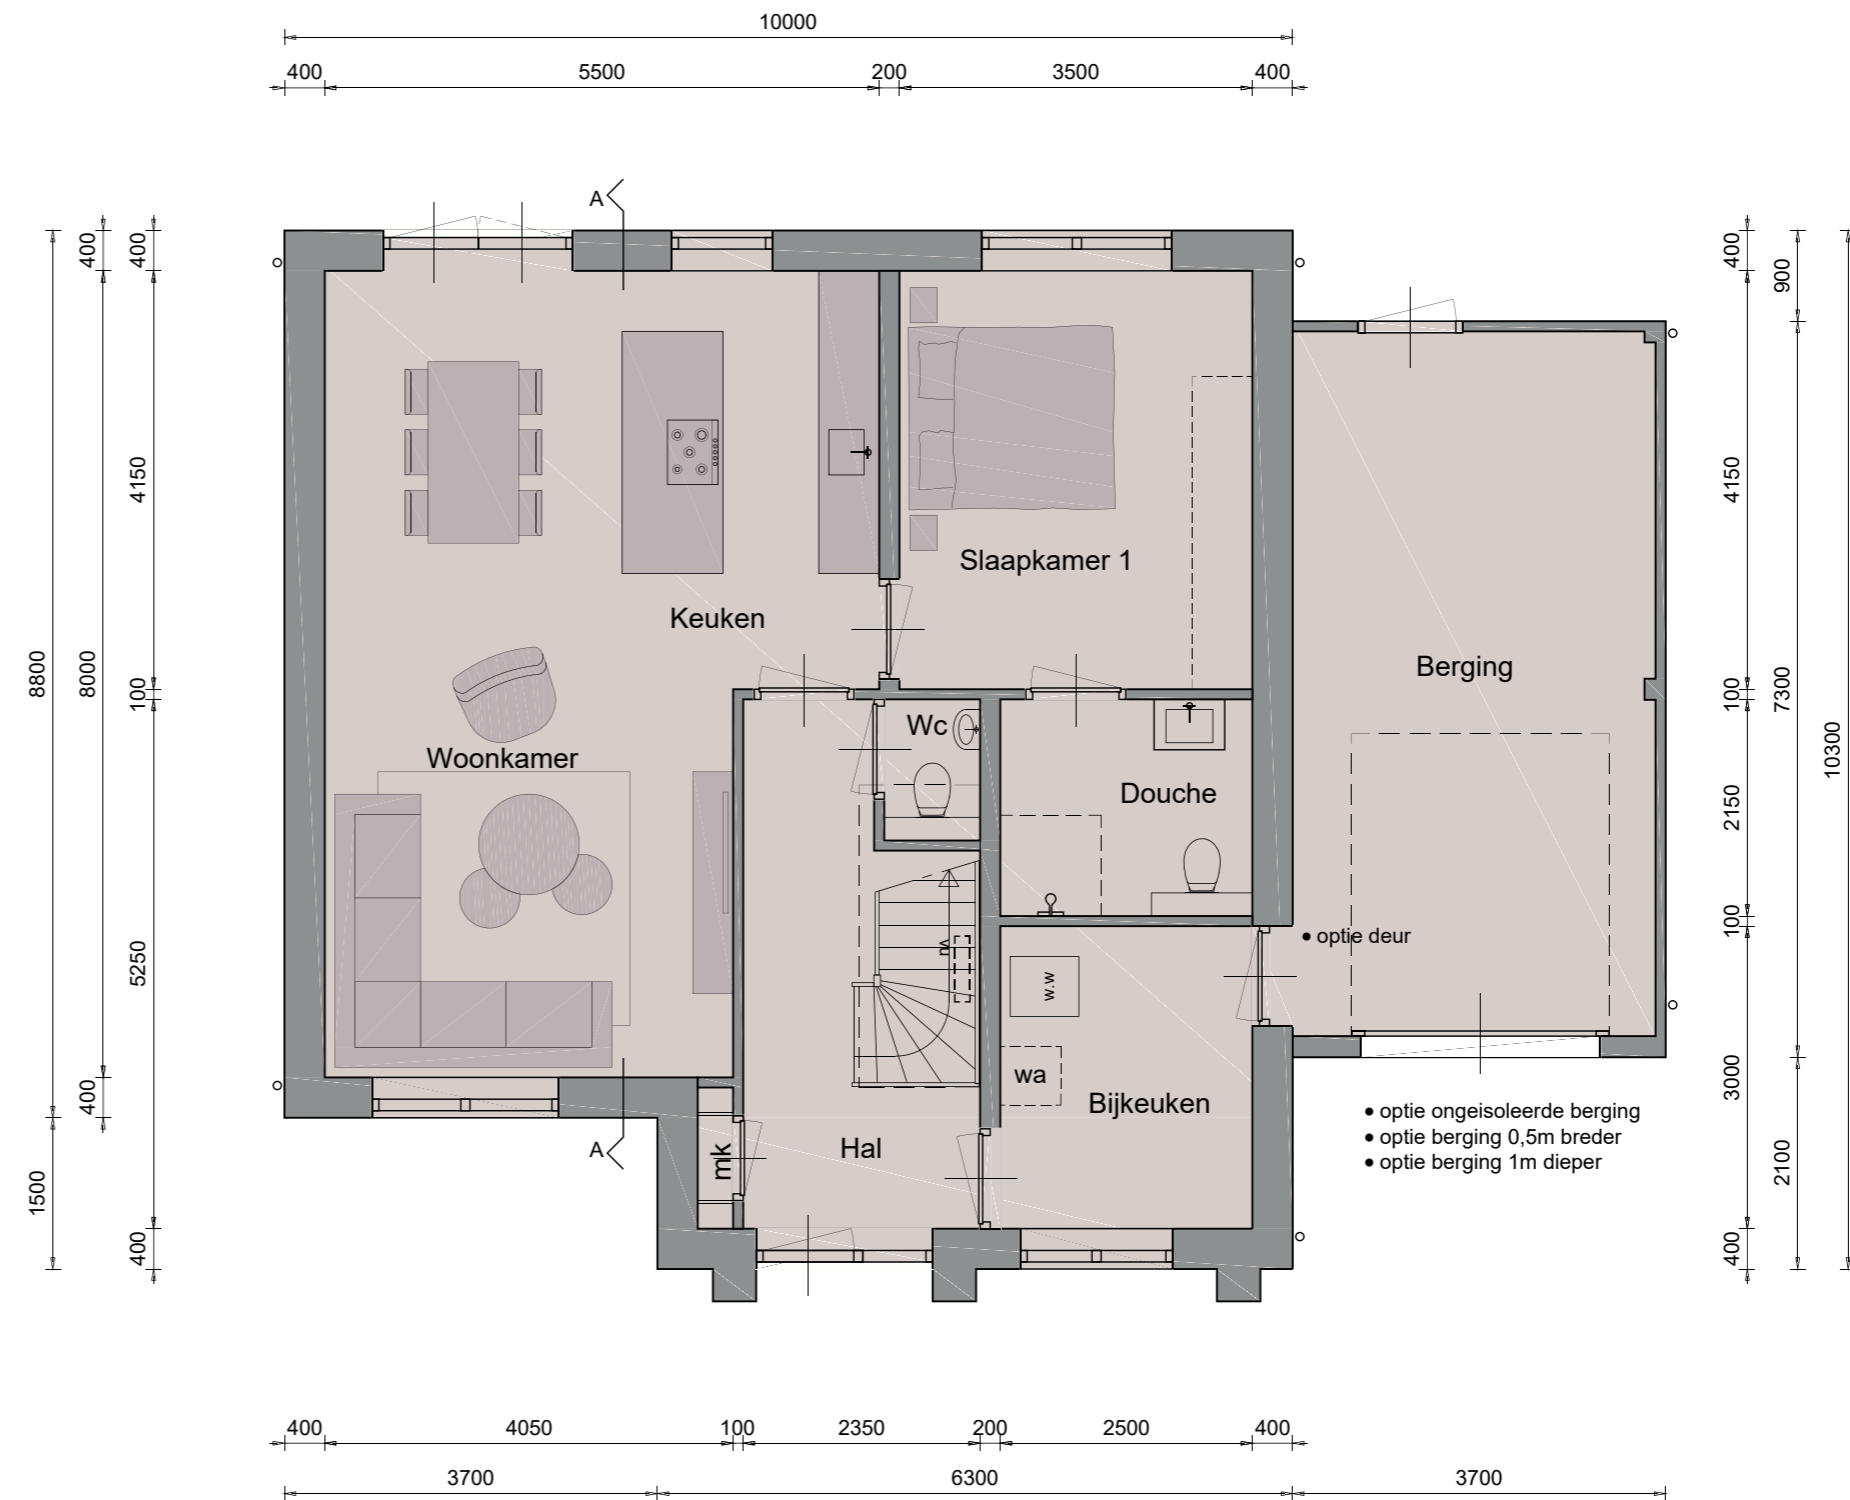 10000
400 5500 200 3500 400
A
8800
1500
400
8000
400
400
4150
100
5250
400
400
4150
100
2150
100
3000
400
900
7300
2100
10300
Slaapkamer 1
Keuken
Berging
Wc
Woonkamer
Douche
vn
• optie deur
w.w
wa
Bijkeuken
mk
Hal
A
• optie ongeisoleerde berging
• optie berging 0,5m breder
• optie berging 1m dieper
400 4050 100 2350 200 2500 400
3700 6300 3700